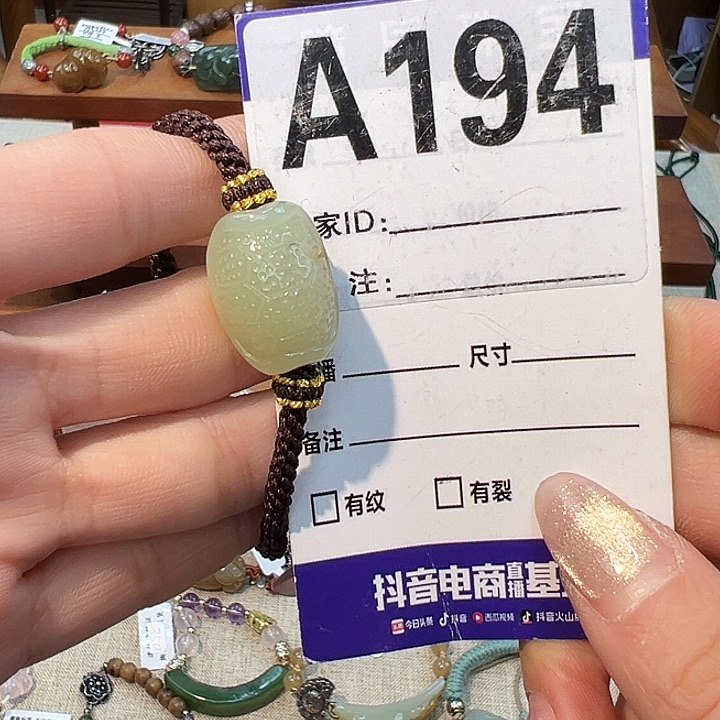 A194
家ID:
注:
播 尺寸
备注
有纹 有裂
抖音电商直播基
今日头条 抖音 西瓜视频 抖音火山